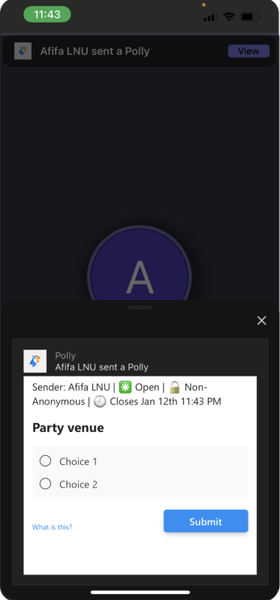 11:43
Afifa LNU sent a Polly
View
A
Polly
Afifa LNU sent a Polly
Sender: Afifa LNU | Open | Non-
Anonymous | Closes Jan 12th 11:43 PM
Party venue
Choice 1
Choice 2
What is this?
Submit